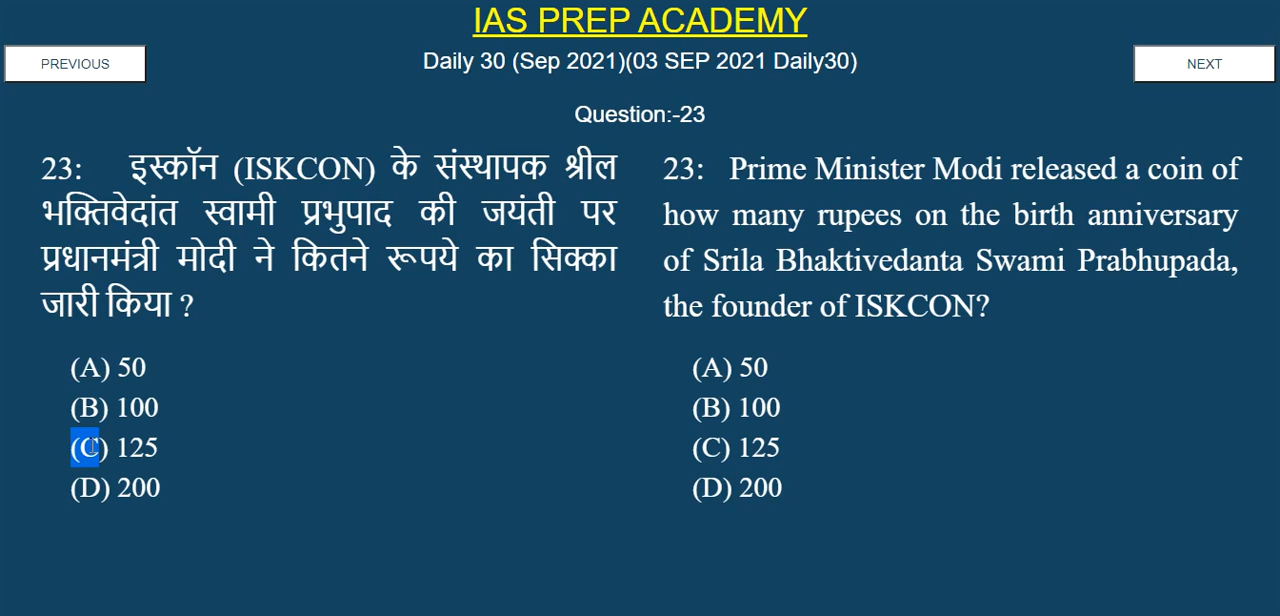 IAS PREP ACADEMY
PREVIOUS
Daily 30 (Sep 2021)(03 SEP 2021 Daily30)
NEXT
Question:-23
23: इस्कॉन (ISKCON) के संस्थापक श्रील
भक्तिवेदांत स्वामी प्रभुपाद की जयंती पर
प्रधानमंत्री मोदी ने कितने रूपये का सिक्का
जारी किया ?
(A) 50
(B) 100
(C) 125
(D) 200
23: Prime Minister Modi released a coin of
how many rupees on the birth anniversary
of Srila Bhaktivedanta Swami Prabhupada,
the founder of ISKCON?
(A) 50
(B) 100
(C) 125
(D) 200